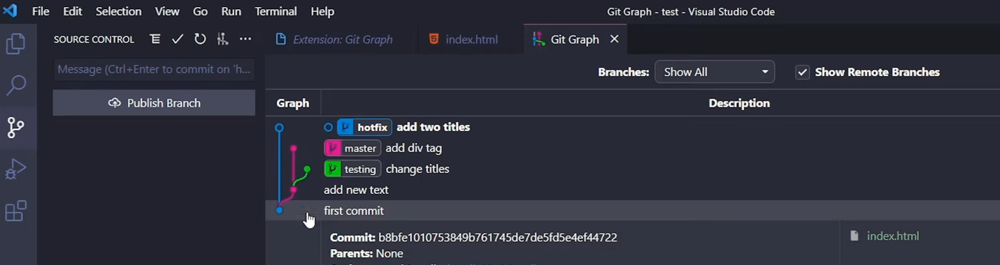 File Edit Selection View Go Run Terminal Help
Git Graph - test - Visual Studio Code
SOURCE CONTROL
Extension: Git Graph
index.html
Git Graph
Message (Ctrl+Enter to commit on 'h...
Publish Branch
Branches: Show All
Show Remote Branches
Graph
Description
hotfix add two titles
master add div tag
testing change titles
add new text
first commit
Commit: b8bfe1010753849b761745de7de5fd5e4ef44722
Parents: None
index.html